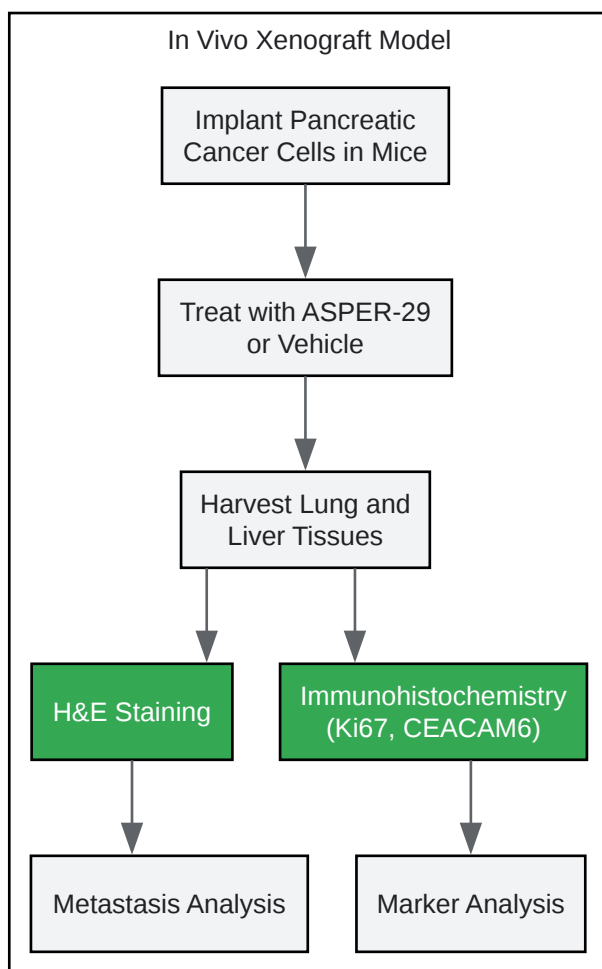 In Vivo Xenograft Model
Implant Pancreatic
Cancer Cells in Mice
Treat with ASPER-29
or Vehicle
Harvest Lung and
Liver Tissues
H&E Staining
Immunohistochemistry
(Ki67, CEACAM6)
Metastasis Analysis
Marker Analysis